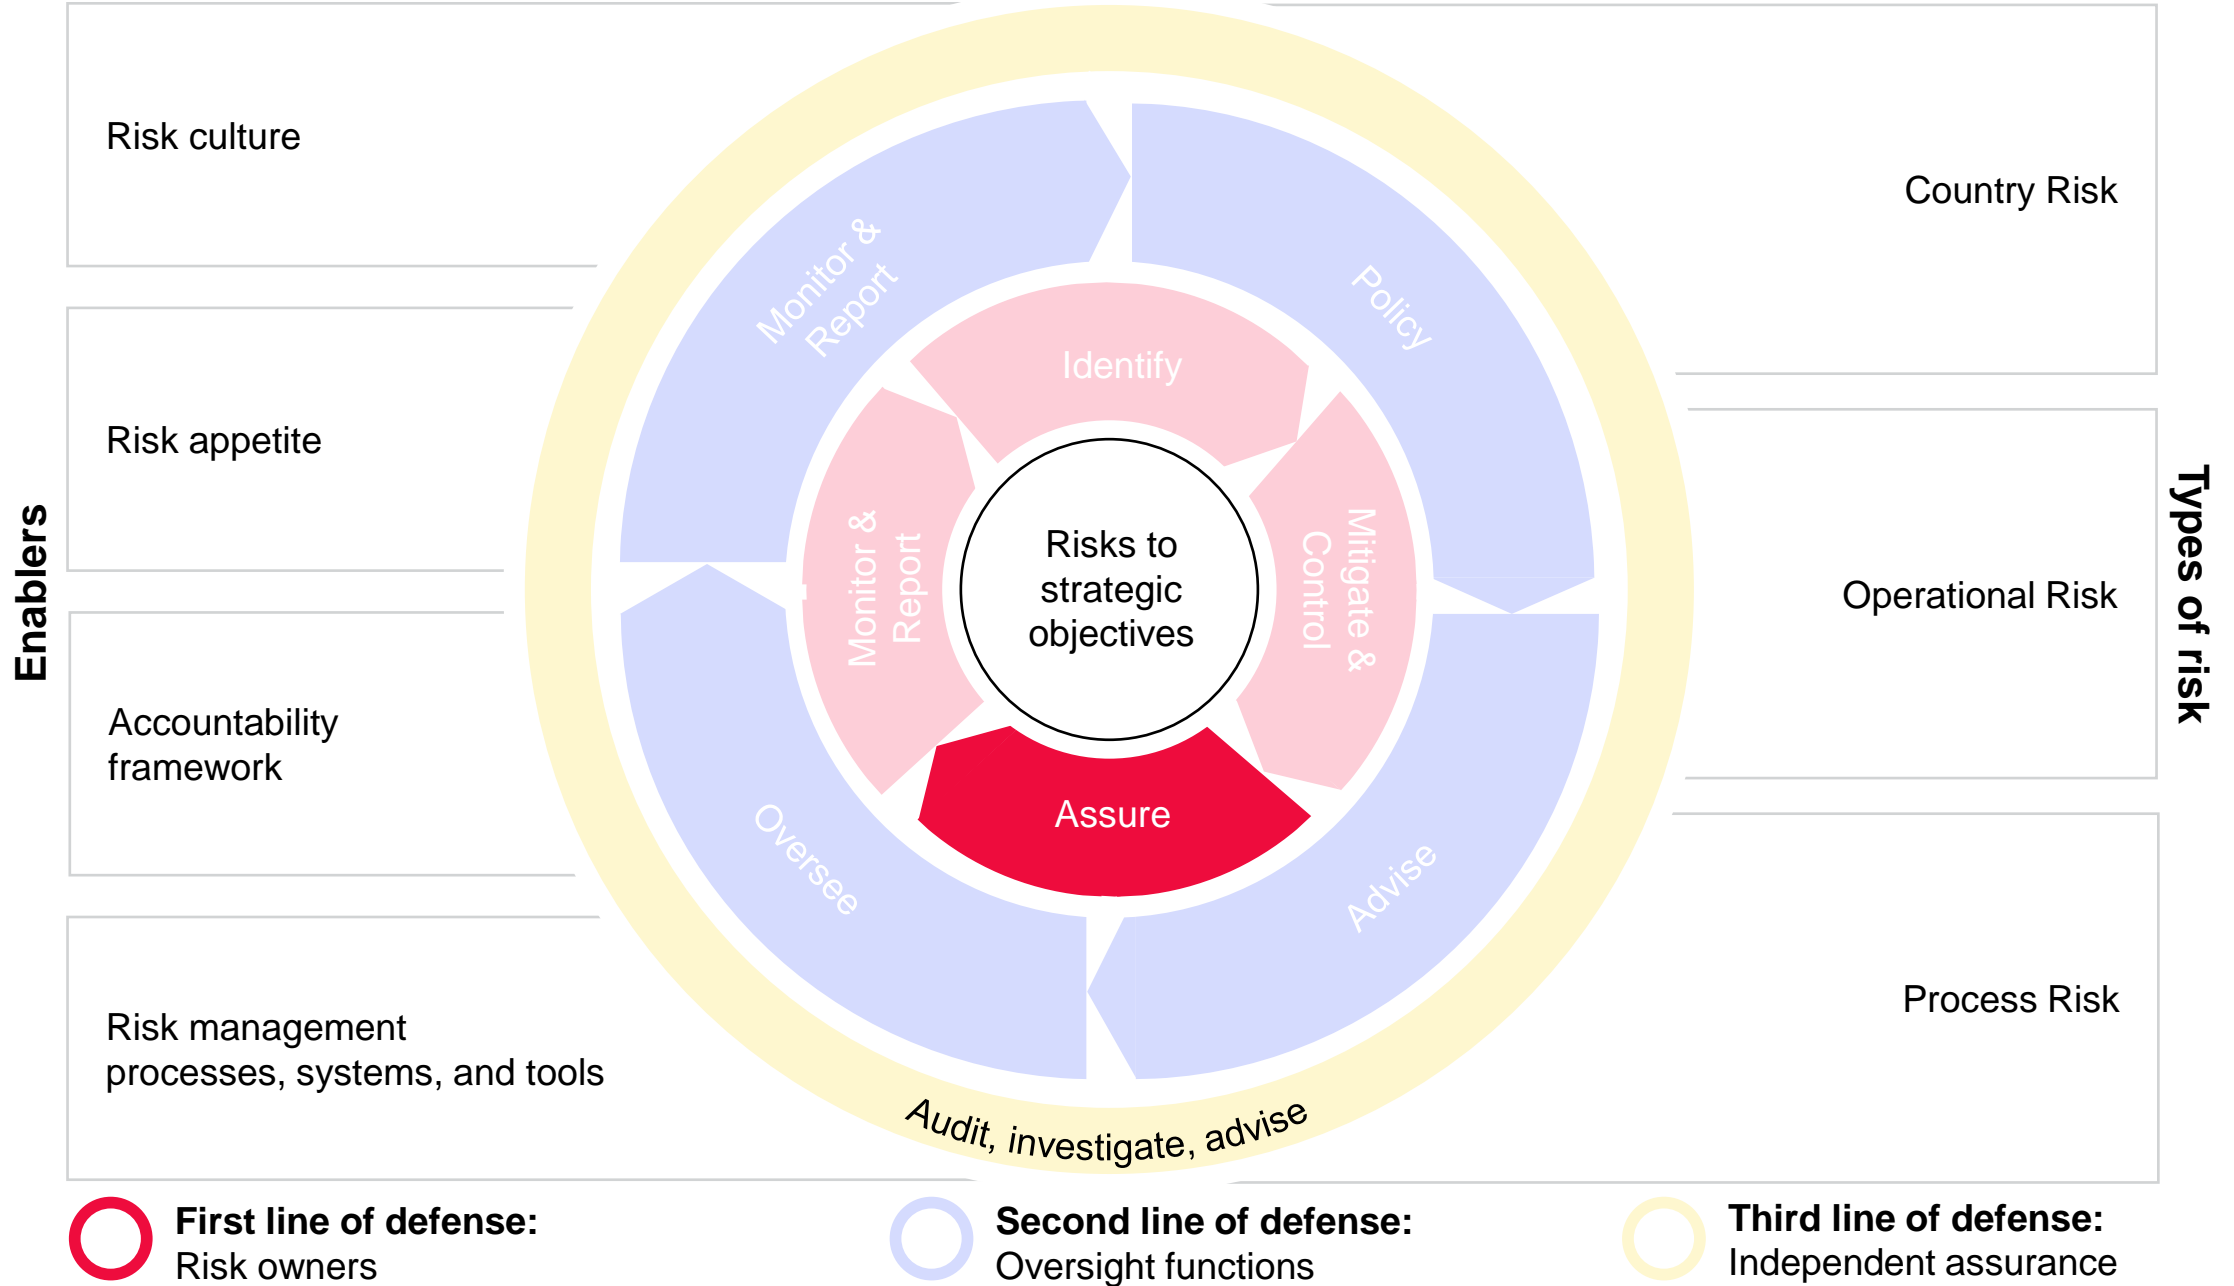 Enablers
Risk culture
Risk appetite
Accountability
framework
Risk management
processes, systems, and tools
Monitor &
Report
Policy
Advise
Oversee
Identify
Mitigate &
Control
Assure
Monitor &
Report
Risks to
strategic
objectives
Audit, investigate, advise
Country Risk
Operational Risk
Process Risk
Types of risk
First line of defense:
Risk owners
Second line of defense:
Oversight functions
Third line of defense:
Independent assurance